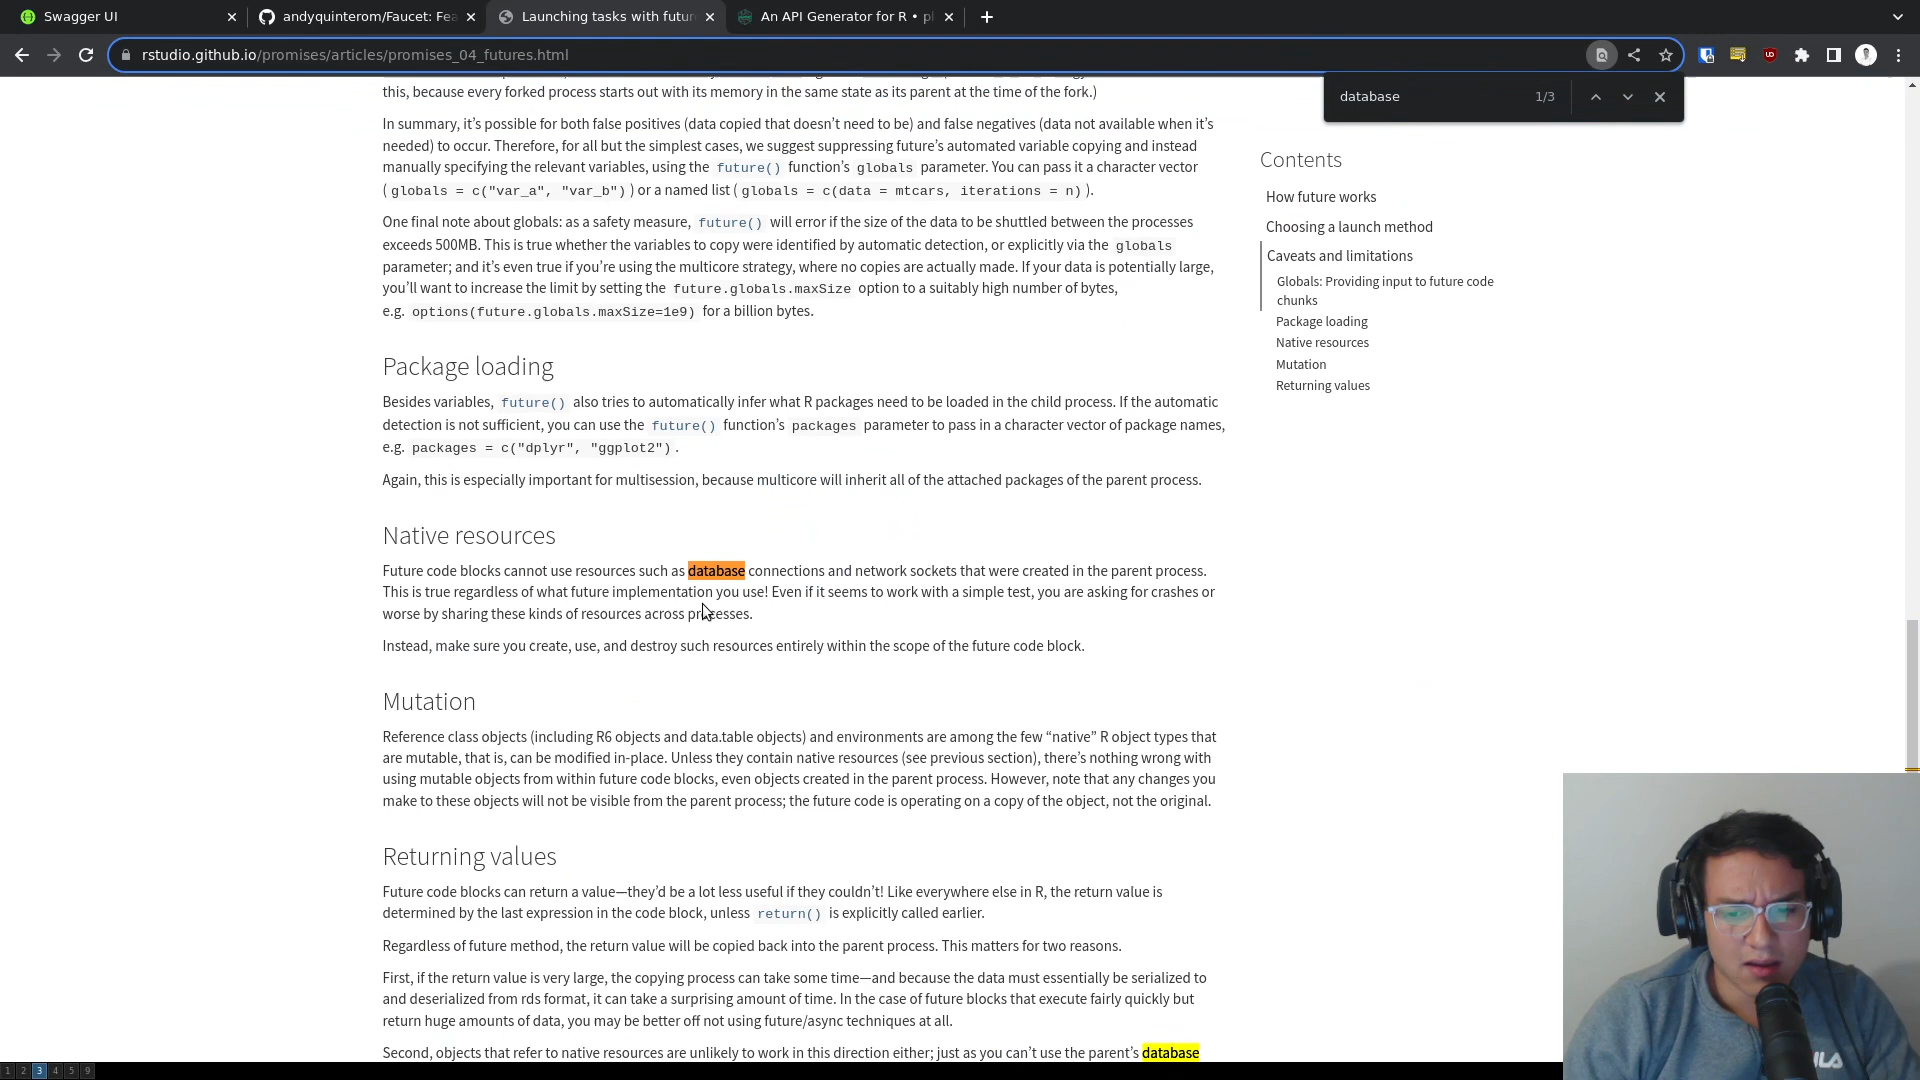 Swagger UI
andyquinterom/Faucet: Fea
Launching tasks with futur
An API Generator for R • pl
rstudio.github.io/promises/articles/promises_04_futures.html
database 1/3
this, because every forked process starts out with its memory in the same state as its parent at the time of the fork.)
In summary, it’s possible for both false positives (data copied that doesn’t need to be) and false negatives (data not available when it’s
needed) to occur. Therefore, for all but the simplest cases, we suggest suppressing future’s automated variable copying and instead
manually specifying the relevant variables, using the future() function’s globals parameter. You can pass it a character vector
(globals = c("var_a", "var_b")) or a named list (globals = c(data = mtcars, iterations = n)).
One final note about globals: as a safety measure, future() will error if the size of the data to be shuttled between the processes
exceeds 500MB. This is true whether the variables to copy were identified by automatic detection, or explicitly via the globals
parameter; and it’s even true if you’re using the multicore strategy, where no copies are actually made. If your data is potentially large,
you’ll want to increase the limit by setting the future.globals.maxSize option to a suitably high number of bytes,
e.g. options(future.globals.maxSize=1e9) for a billion bytes.
Package loading
Besides variables, future() also tries to automatically infer what R packages need to be loaded in the child process. If the automatic
detection is not sufficient, you can use the future() function’s packages parameter to pass in a character vector of package names,
e.g. packages = c("dplyr", "ggplot2").
Again, this is especially important for multisession, because multicore will inherit all of the attached packages of the parent process.
Native resources
Future code blocks cannot use resources such as database connections and network sockets that were created in the parent process.
This is true regardless of what future implementation you use! Even if it seems to work with a simple test, you are asking for crashes or
worse by sharing these kinds of resources across processes.
Instead, make sure you create, use, and destroy such resources entirely within the scope of the future code block.
Mutation
Reference class objects (including R6 objects and data.table objects) and environments are among the few “native” R object types that
are mutable, that is, can be modified in-place. Unless they contain native resources (see previous section), there’s nothing wrong with
using mutable objects from within future code blocks, even objects created in the parent process. However, note that any changes you
make to these objects will not be visible from the parent process; the future code is operating on a copy of the object, not the original.
Returning values
Future code blocks can return a value—they’d be a lot less useful if they couldn’t! Like everywhere else in R, the return value is
determined by the last expression in the code block, unless return() is explicitly called earlier.
Regardless of future method, the return value will be copied back into the parent process. This matters for two reasons.
First, if the return value is very large, the copying process can take some time—and because the data must essentially be serialized to
and deserialized from rds format, it can take a surprising amount of time. In the case of future blocks that execute fairly quickly but
return huge amounts of data, you may be better off not using future/async techniques at all.
Second, objects that refer to native resources are unlikely to work in this direction either; just as you can’t use the parent’s database
Contents
How future works
Choosing a launch method
Caveats and limitations
Globals: Providing input to future code
chunks
Package loading
Native resources
Mutation
Returning values
1 2 3 4 5 9